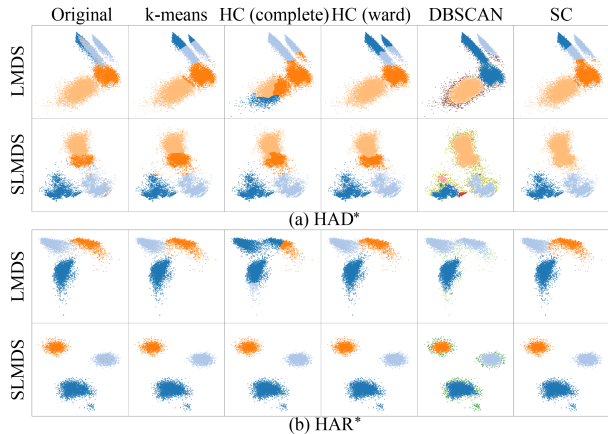 Original k-means HC (complete) HC (ward) DBSCAN SC
LMDS
SLMDS
(a) HAD*
LMDS
SLMDS
(b) HAR*